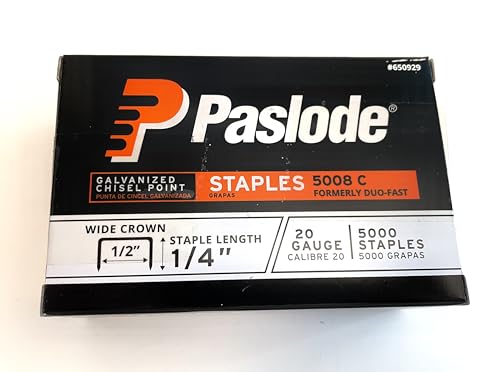 #650929
Paslode®
GALVANIZED
CHISEL POINT
PUNTA DE CINCEL GALVANIZADA
STAPLES 5008 C
GRAPAS
FORMERLY DUO-FAST
WIDE CROWN
1/2"
STAPLE LENGTH
1/4"
20
GAUGE
CALIBRE 20
5000
STAPLES
5000 GRAPAS